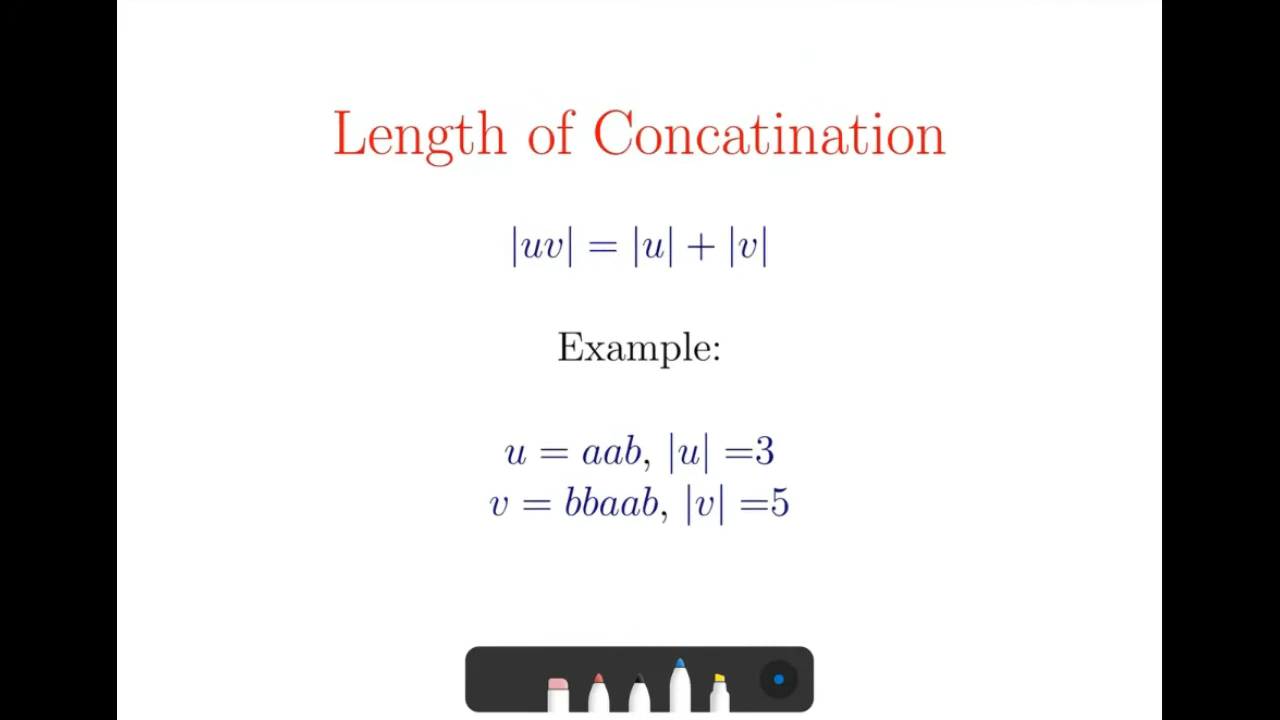 Length of Concatination
|uv| = |u| + |v|
Example:
u = aab, |u| =3
v = bbaab, |v| =5